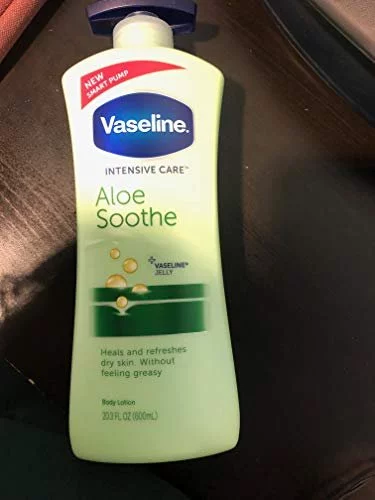 NEW
SMART PUMP
Vaseline.
INTENSIVE CARE™
Aloe
Soothe
+ VASELINE®
JELLY
Heals and refreshes
dry skin. Without
feeling greasy
Body Lotion
20.3 FL OZ (600mL)